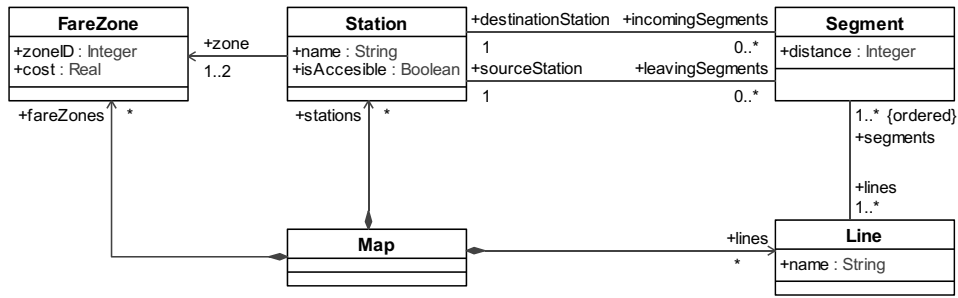 FareZone
+zoneID : Integer
+cost : Real
+zone
1..2
Station
+name : String
+isAccesible : Boolean
+destinationStation
+incomingSegments
1
0..*
+sourceStation
+leavingSegments
1
0..*
Segment
+distance : Integer
+fareZones
*
+stations
*
1..* {ordered}
+segments
+lines
1..*
Map
+lines
*
Line
+name : String